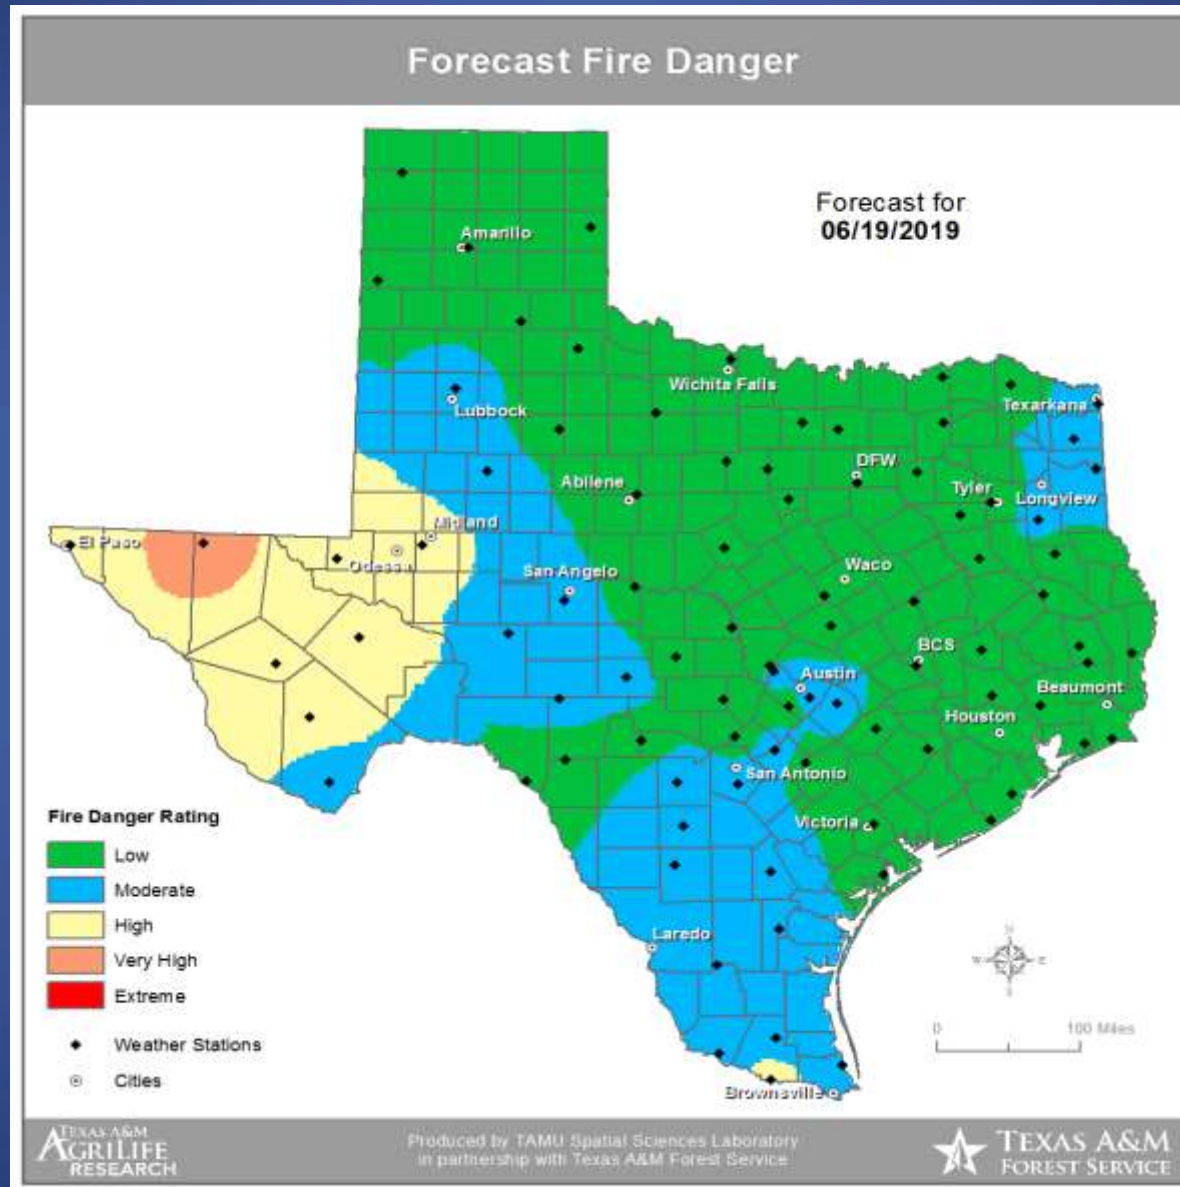 Forecast Fire Danger
Forecast for
06/19/2019
Amarillo
Wichita Falls
Lubbock
Texarkana
DFW
Abilene
Tyler
Longview
Midland
El Paso
Odessa
San Angelo
Waco
BCS
Austin
Beaumont
Houston
San Antonio
Victoria
Laredo
Brownsville
Fire Danger Rating
Low
Moderate
High
Very High
Extreme
Weather Stations
Cities
N
W E
S
0 100 Miles
TEXAS A&M
AGRILIFE
RESEARCH
Produced by TAMU Spatial Sciences Laboratory
in partnership with Texas A&M Forest Service
TEXAS A&M
FOREST SERVICE